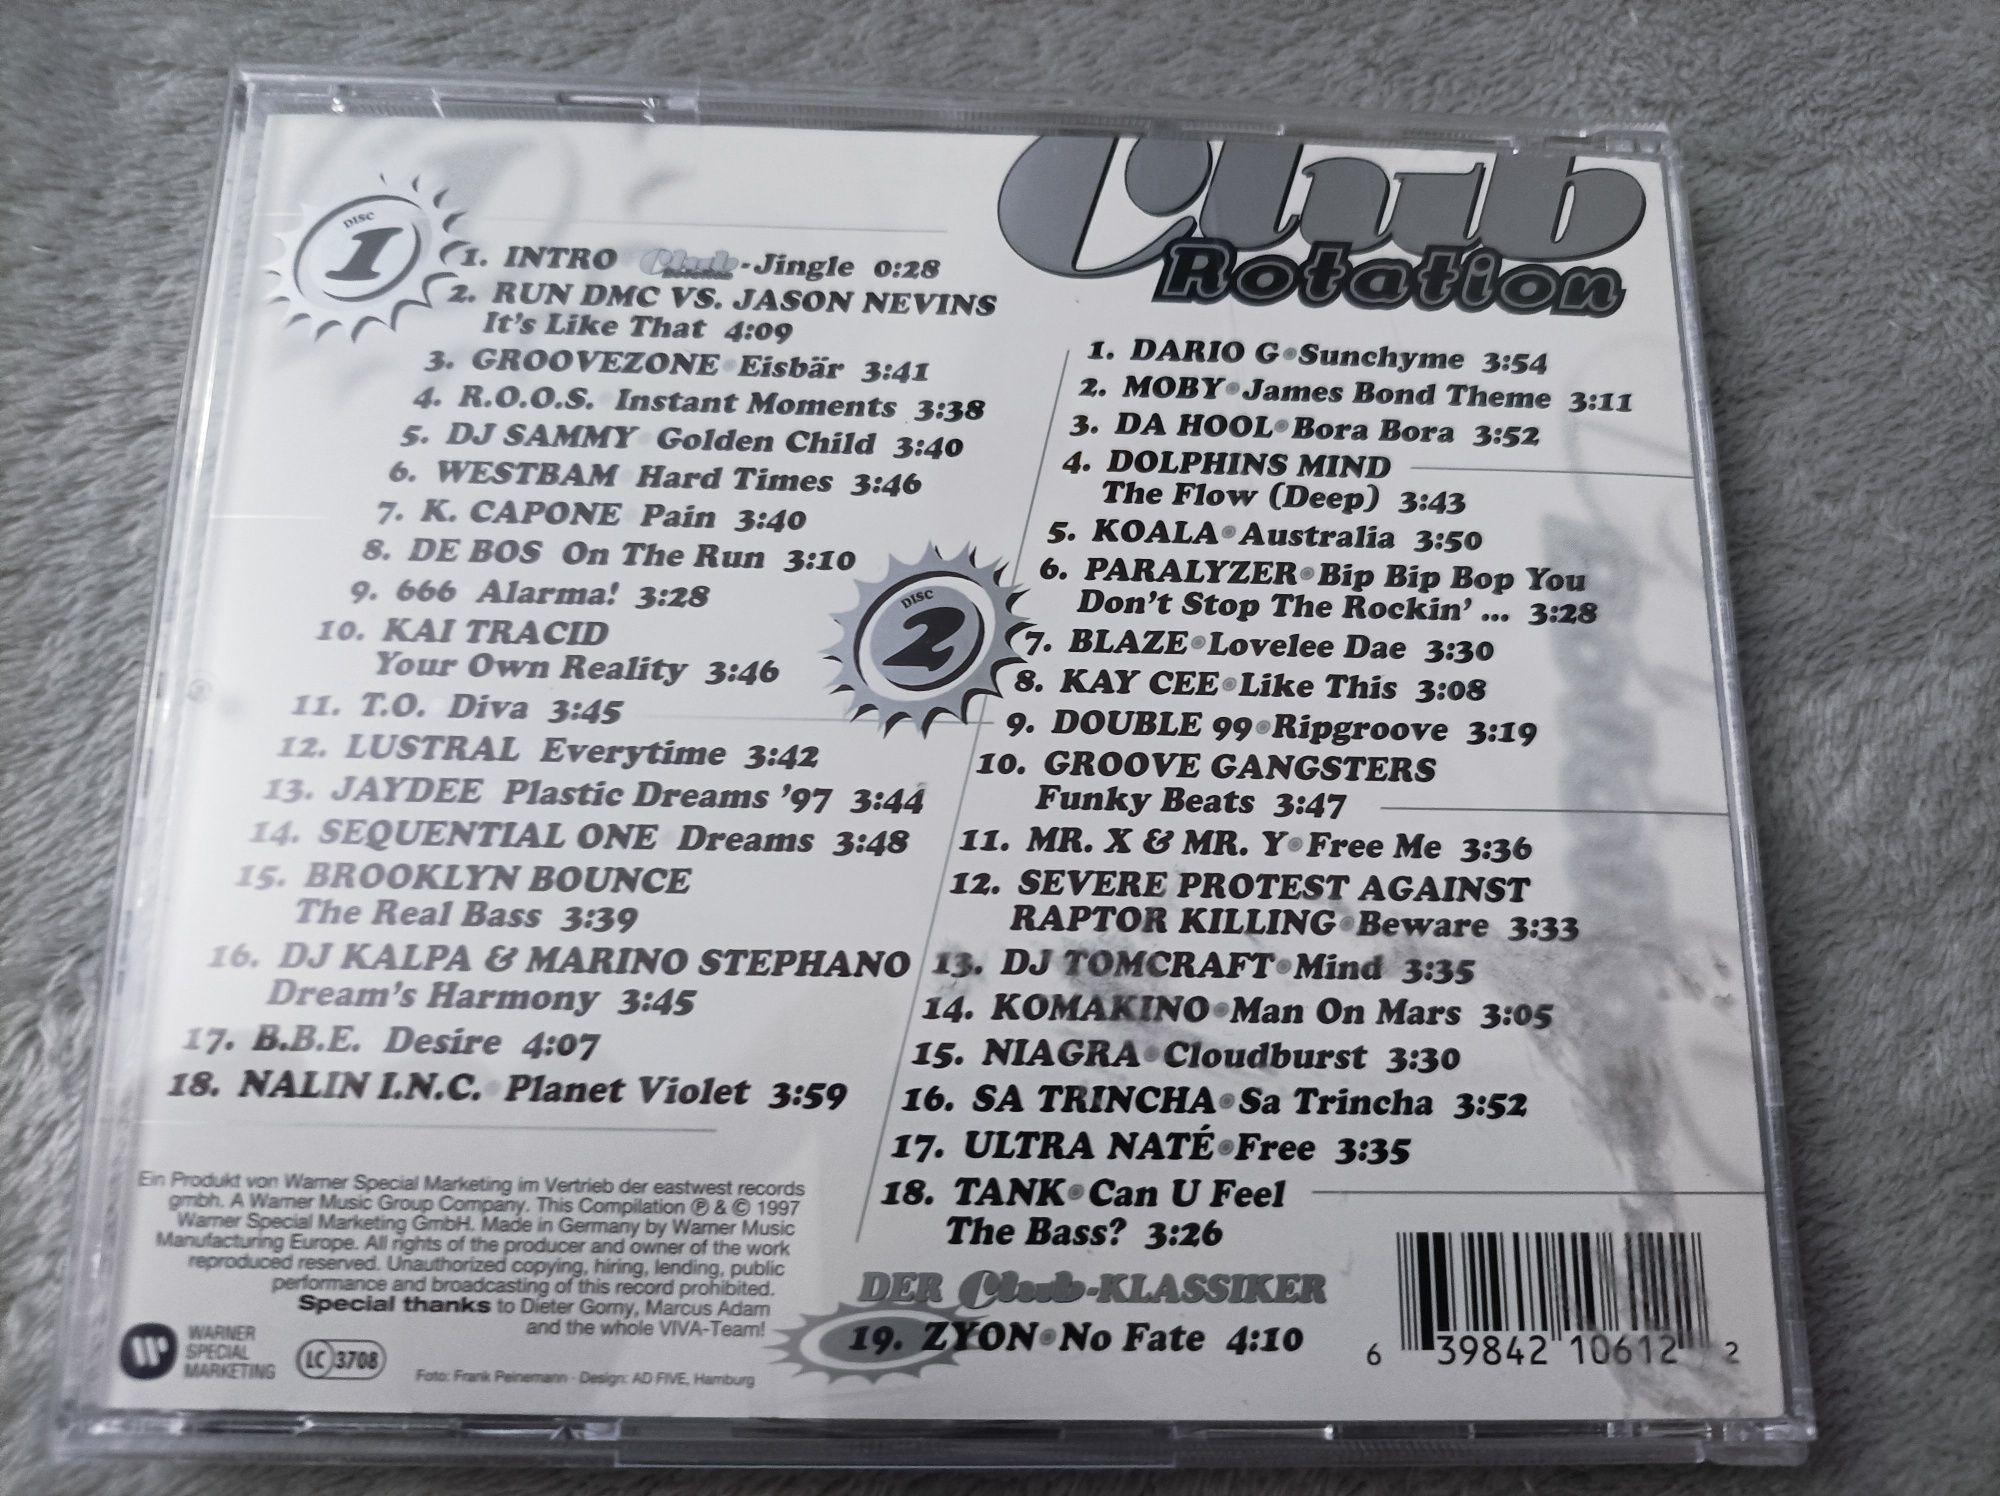 Club
Rotation
DISC
1
1. INTRO Club Rotation-Jingle 0:28
2. RUN DMC VS. JASON NEVINS
It's Like That 4:09
3. GROOVEZONE • Eisbär 3:41
4. R.O.O.S. • Instant Moments 3:38
5. DJ SAMMY • Golden Child 3:40
6. WESTBAM Hard Times 3:46
7. K. CAPONE Pain 3:40
8. DE BOS On The Run 3:10
9. 666 Alarma! 3:28
10. KAI TRACID
Your Own Reality 3:46
11. T.O. Diva 3:45
12. LUSTRAL Everytime 3:42
13. JAYDEE Plastic Dreams '97 3:44
14. SEQUENTIAL ONE Dreams 3:48
15. BROOKLYN BOUNCE
The Real Bass 3:39
16. DJ KALPA & MARINO STEPHANO
Dream's Harmony 3:45
17. B.B.E. Desire 4:07
18. NALIN I.N.C. • Planet Violet 3:59
DISC
2
1. DARIO G • Sunchyme 3:54
2. MOBY • James Bond Theme 3:11
3. DA HOOL • Bora Bora 3:52
4. DOLPHINS MIND
The Flow (Deep) 3:43
5. KOALA • Australia 3:50
6. PARALYZER • Bip Bip Bop You
Don't Stop The Rockin' ... 3:28
7. BLAZE • Lovelee Dae 3:30
8. KAY CEE • Like This 3:08
9. DOUBLE 99 • Ripgroove 3:19
10. GROOVE GANGSTERS
Funky Beats 3:47
11. MR. X & MR. Y • Free Me 3:36
12. SEVERE PROTEST AGAINST
RAPTOR KILLING • Beware 3:33
13. DJ TOMCRAFT • Mind 3:35
14. KOMAKINO • Man On Mars 3:05
15. NIAGRA • Cloudburst 3:30
16. SA TRINCHA • Sa Trincha 3:52
17. ULTRA NATÉ • Free 3:35
18. TANK • Can U Feel
The Bass? 3:26
DER Club-KLASSIKER
19. ZYON • No Fate 4:10
Ein Produkt von Warner Special Marketing im Vertrieb der eastwest records
gmbh. A Warner Music Group Company. This Compilation ℗ & © 1997
Warner Special Marketing GmbH. Made in Germany by Warner Music
Manufacturing Europe. All rights of the producer and owner of the work
reproduced reserved. Unauthorized copying, hiring, lending, public
performance and broadcasting of this record prohibited.
Special thanks to Dieter Gorny, Marcus Adam
and the whole VIVA-Team!
WARNER
SPECIAL
MARKETING
LC 3708
Foto: Frank Peinemann · Design: AD FIVE, Hamburg
6 39842 10612 2